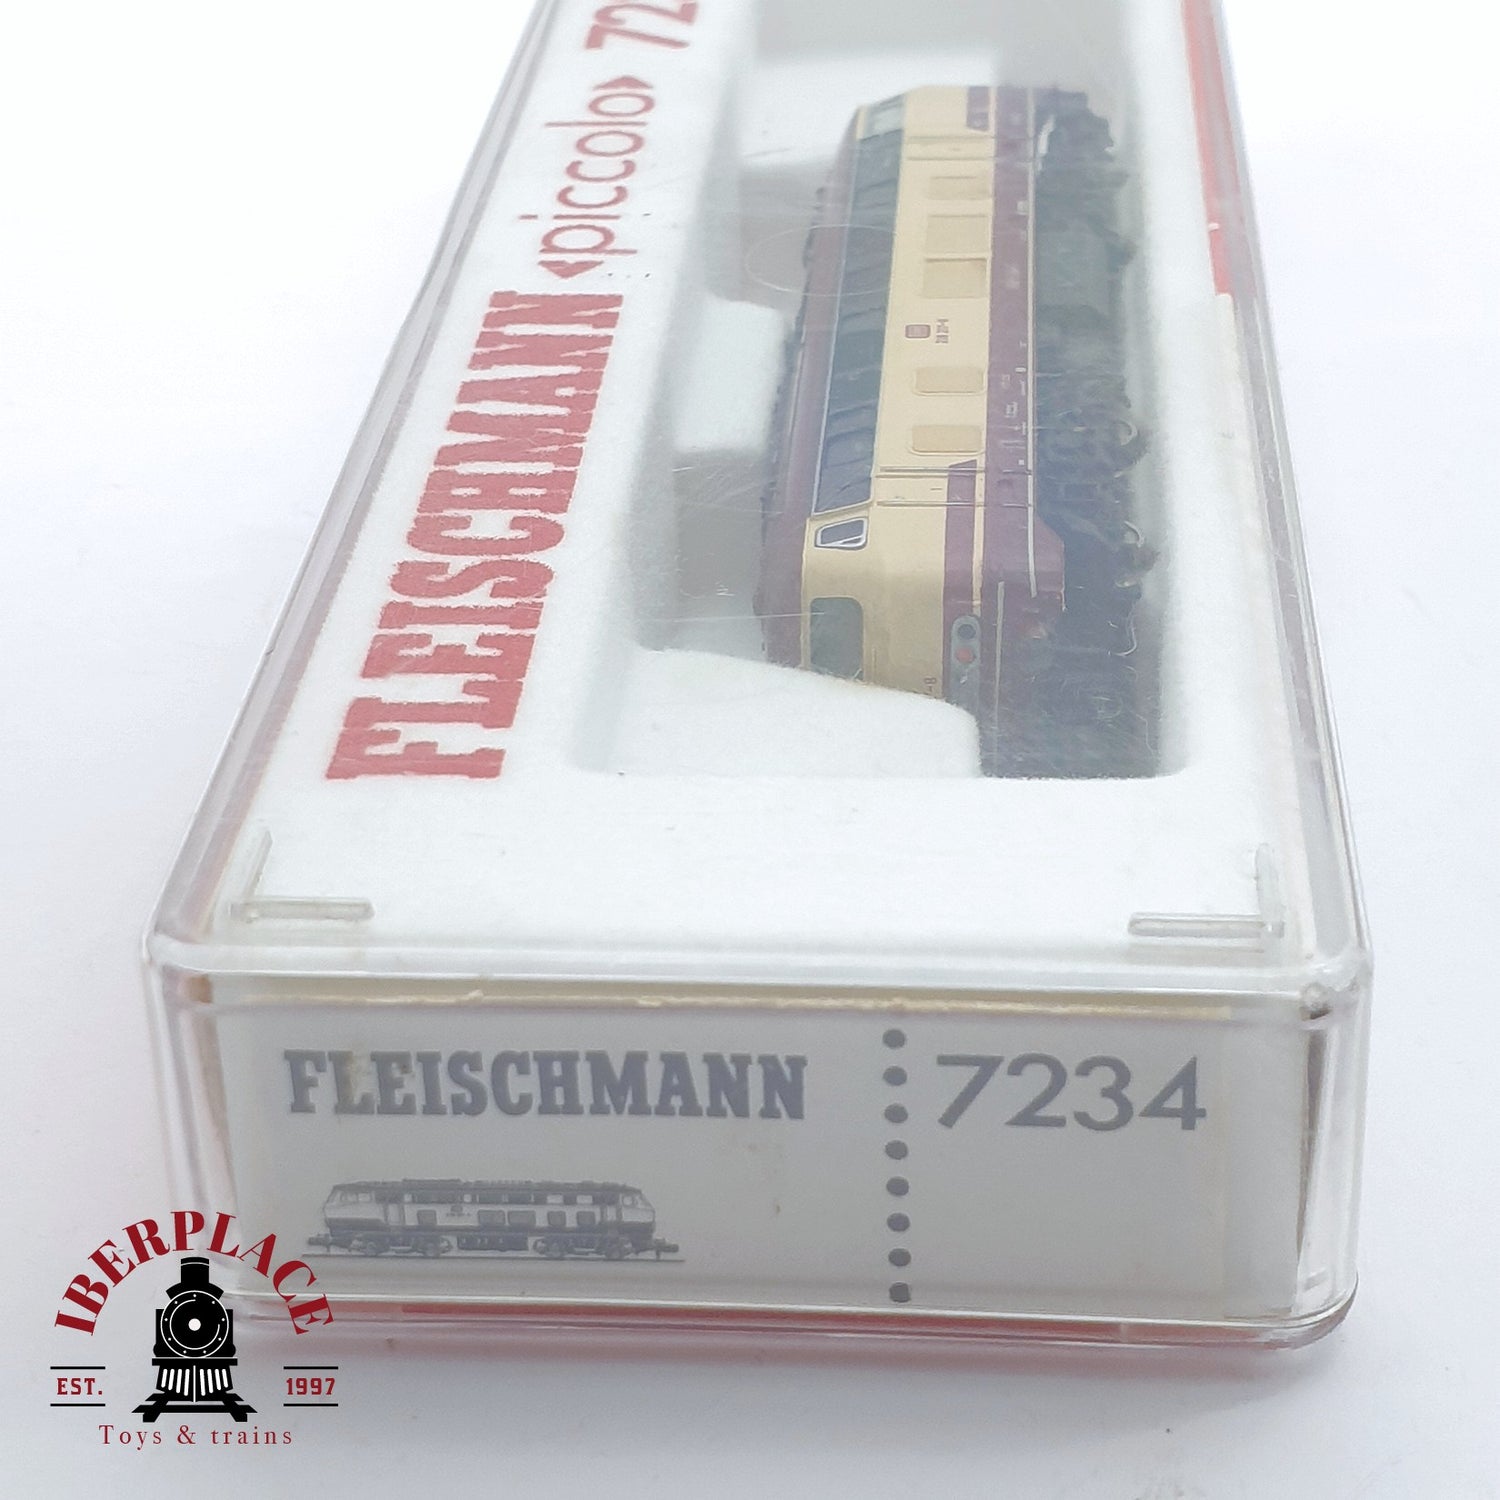 FLEISCHMANN «piccolo» 72
FLEISCHMANN 7234
IBERPLACE
EST. 1997
Toys & trains